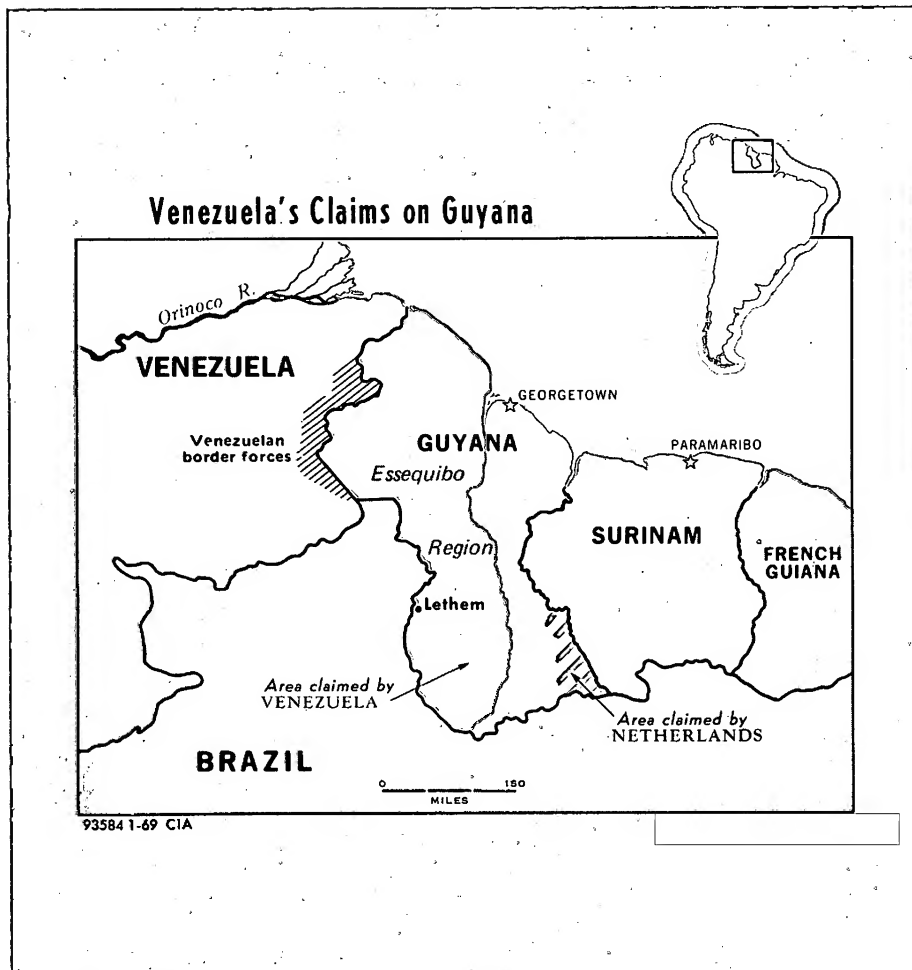 Venezuela's Claims on Guyana
Orinoco R.
VENEZUELA
GEORGETOWN
Venezuelan
border forces
GUYANA
PARAMARIBO
Essequibo
SURINAM
Region
FRENCH
GUIANA
Lethem
Area claimed by
VENEZUELA
Area claimed by
NETHERLANDS
BRAZIL
0 150
MILES
93584 1-69 CIA